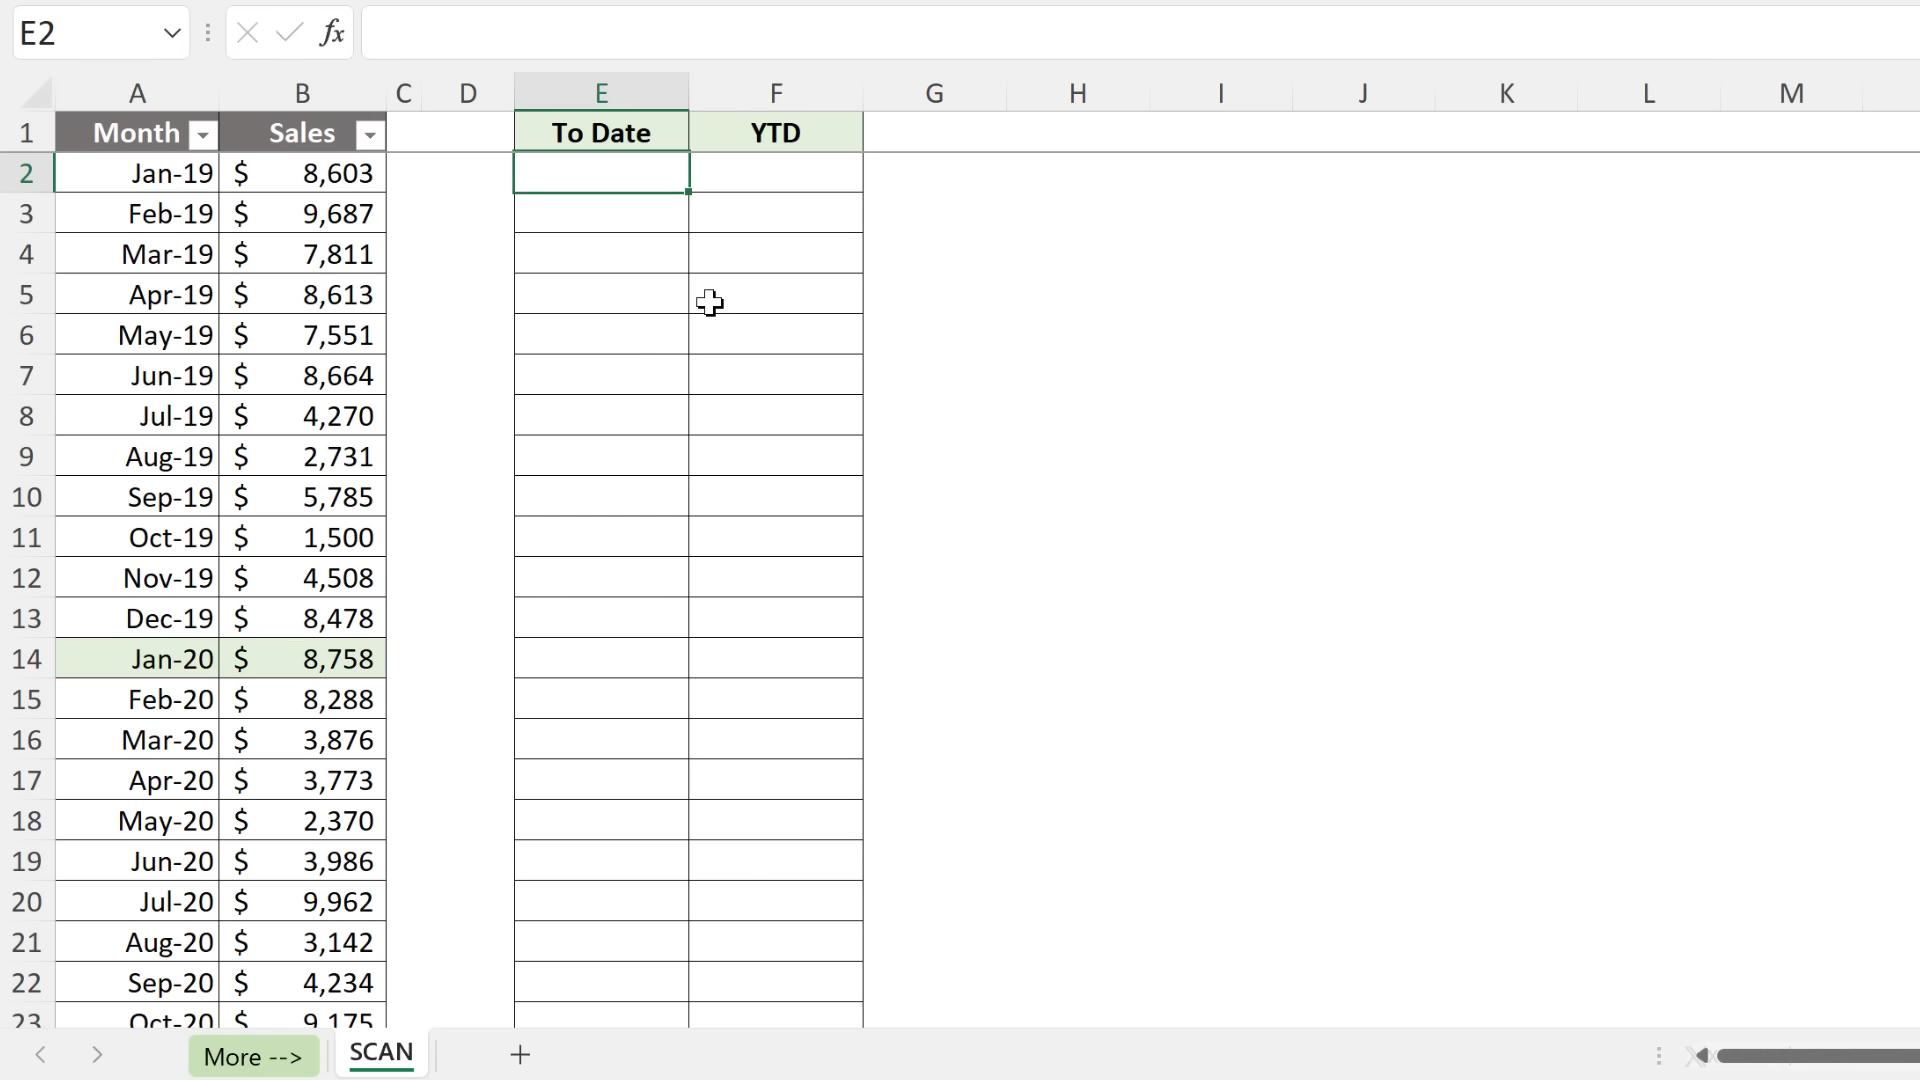 E2 fx
A B C D E F G H I J K L M
1 Month Sales To Date YTD
2 Jan-19 $ 8,603
3 Feb-19 $ 9,687
4 Mar-19 $ 7,811
5 Apr-19 $ 8,613
6 May-19 $ 7,551
7 Jun-19 $ 8,664
8 Jul-19 $ 4,270
9 Aug-19 $ 2,731
10 Sep-19 $ 5,785
11 Oct-19 $ 1,500
12 Nov-19 $ 4,508
13 Dec-19 $ 8,478
14 Jan-20 $ 8,758
15 Feb-20 $ 8,288
16 Mar-20 $ 3,876
17 Apr-20 $ 3,773
18 May-20 $ 2,370
19 Jun-20 $ 3,986
20 Jul-20 $ 9,962
21 Aug-20 $ 3,142
22 Sep-20 $ 4,234
23 Oct-20 $ 9,175
More --> SCAN